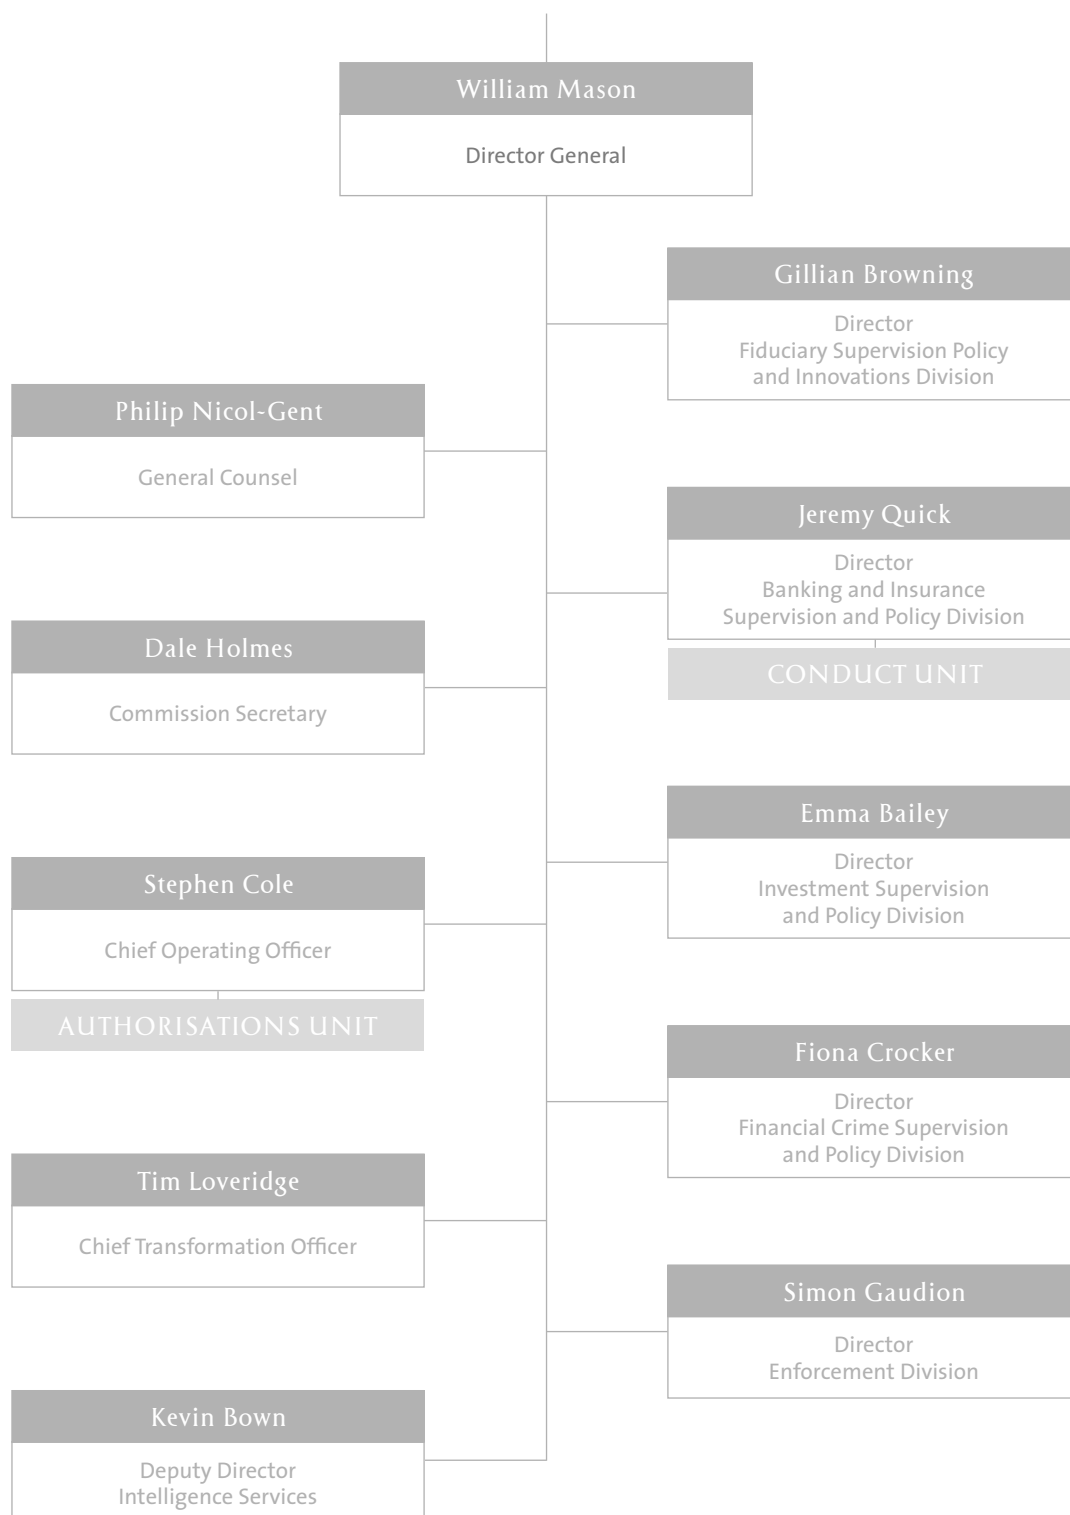 William Mason
Director General
Gillian Browning
Director
Fiduciary Supervision Policy
and Innovations Division
Philip Nicol-Gent
General Counsel
Jeremy Quick
Director
Banking and Insurance
Supervision and Policy Division
CONDUCT UNIT
Dale Holmes
Commission Secretary
Emma Bailey
Director
Investment Supervision
and Policy Division
Stephen Cole
Chief Operating Officer
AUTHORISATIONS UNIT
Fiona Crocker
Director
Financial Crime Supervision
and Policy Division
Tim Loveridge
Chief Transformation Officer
Simon Gaudion
Director
Enforcement Division
Kevin Bown
Deputy Director
Intelligence Services